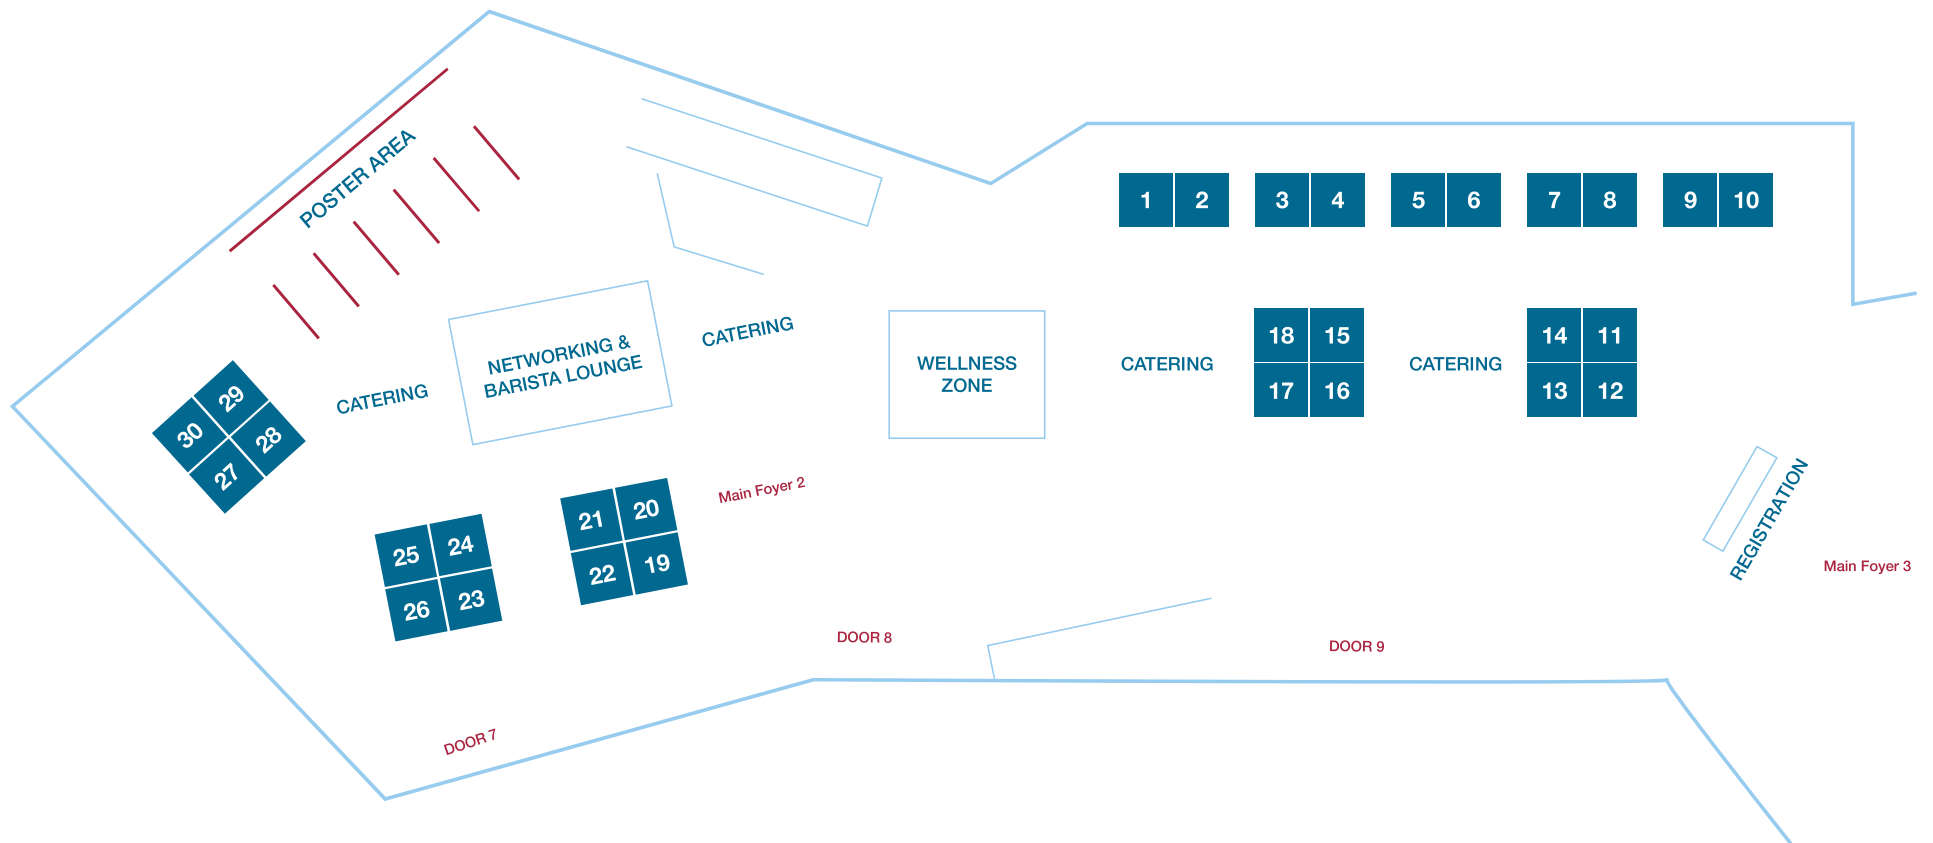 POSTER AREA
1 2 3 4 5 6 7 8 9 10
CATERING
NETWORKING &
BARISTA LOUNGE
CATERING
WELLNESS
ZONE
CATERING
18 15
17 16
CATERING
14 11
13 12
29
30 28
27
25 24
26 23
21 20
22 19
Main Foyer 2
REGISTRATION
Main Foyer 3
DOOR 7
DOOR 8
DOOR 9